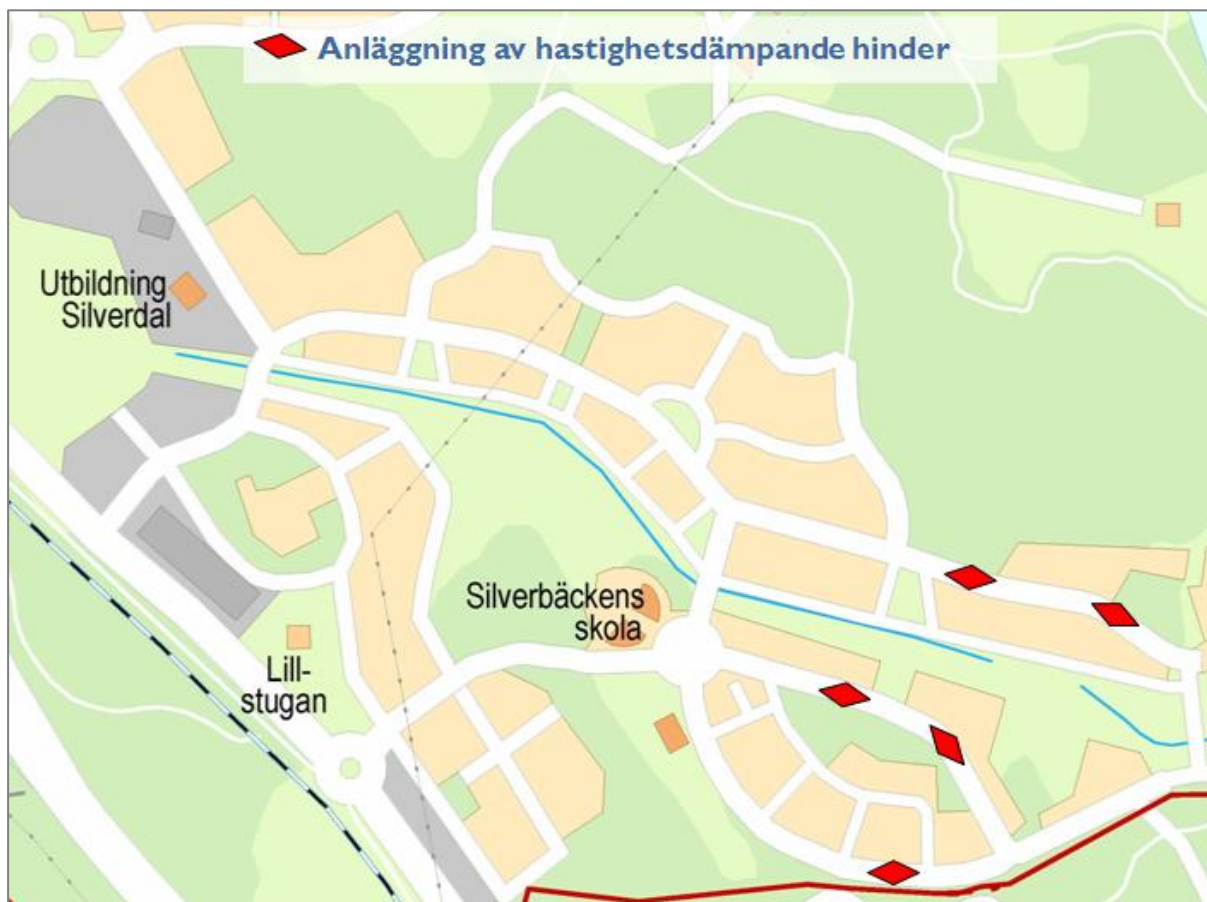 Anläggning av hastighetsdämpande hinder
Utbildning
Silverdal
Silverbäckens
skola
Lill-
stugan